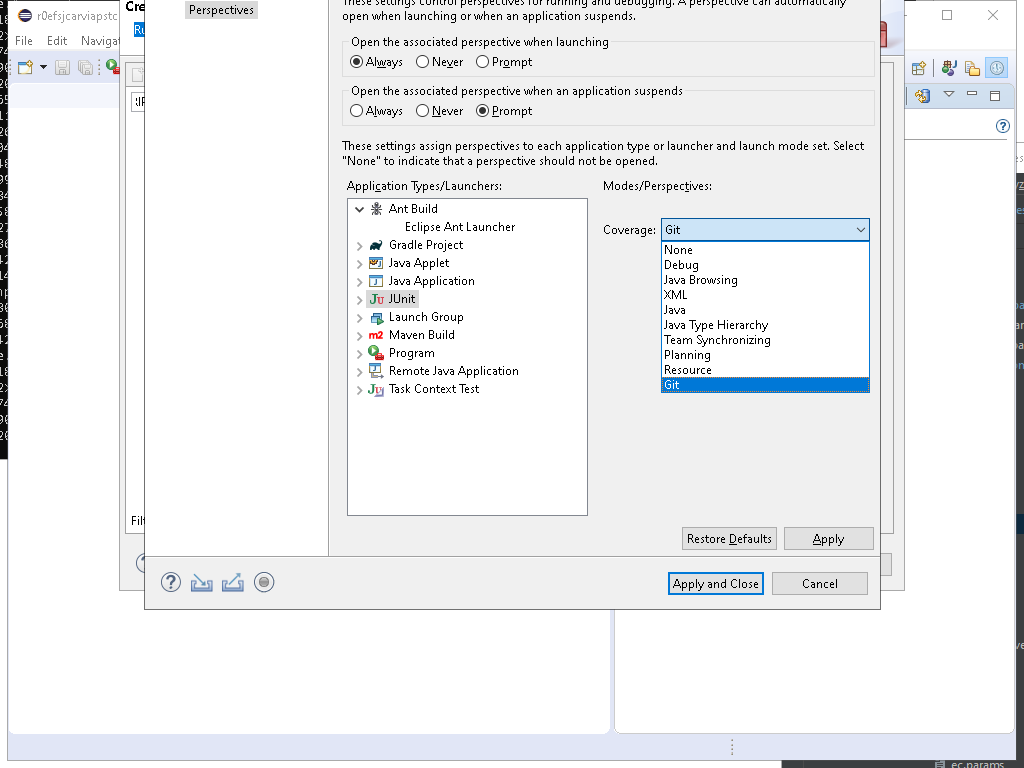 r0efsjcarviapstc
File Edit Navigat
Cre
Ru
Perspectives
These settings control perspectives for running and debugging. A perspective can automatically
open when launching or when an application suspends.
Open the associated perspective when launching
Always Never Prompt
Open the associated perspective when an application suspends
Always Never Prompt
These settings assign perspectives to each application type or launcher and launch mode set. Select
"None" to indicate that a perspective should not be opened.
Application Types/Launchers:
Modes/Perspectives:
Ant Build
Eclipse Ant Launcher
Gradle Project
Java Applet
Java Application
JUnit
Launch Group
Maven Build
Program
Remote Java Application
Task Context Test
Coverage: Git
None
Debug
Java Browsing
XML
Java
Java Type Hierarchy
Team Synchronizing
Planning
Resource
Git
Filt
Restore Defaults Apply
Apply and Close Cancel
ec.params